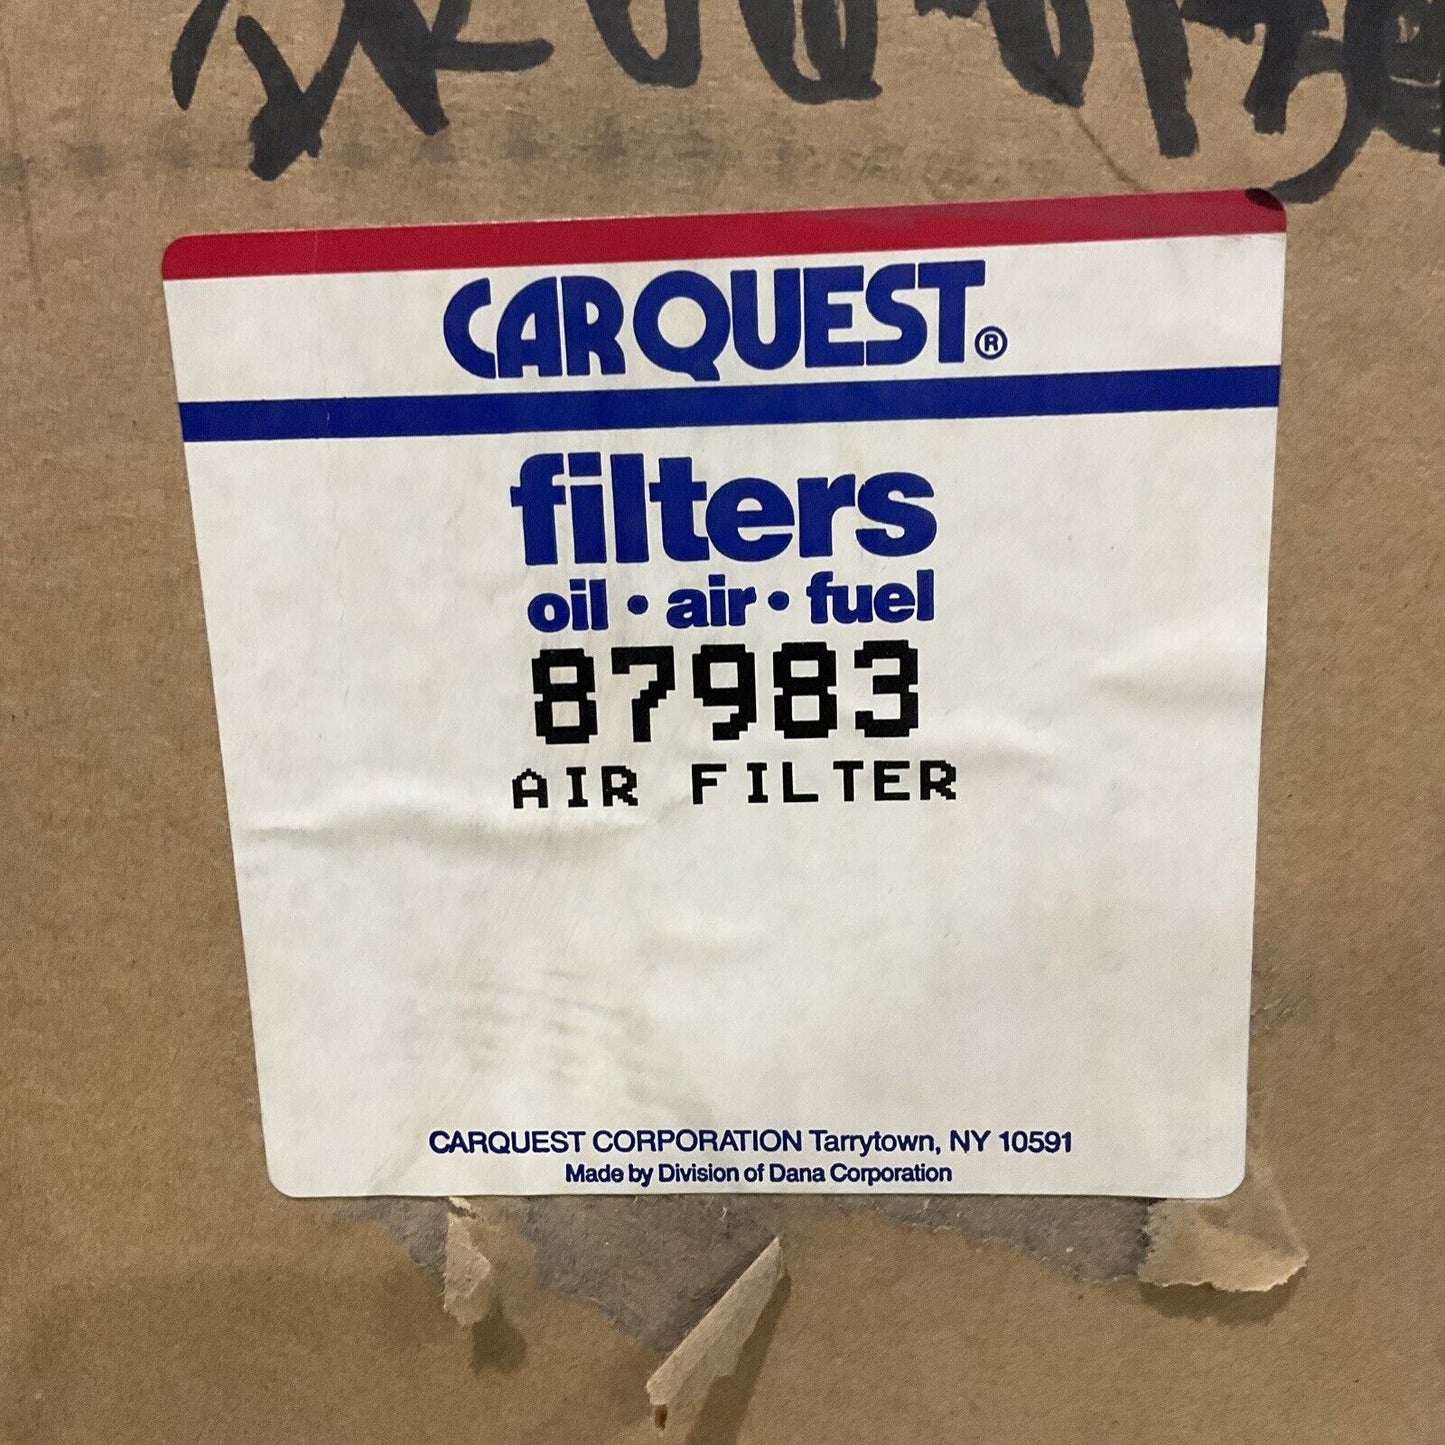 CARQUEST®
filters
oil • air • fuel
87983
AIR FILTER
CARQUEST CORPORATION Tarrytown, NY 10591
Made by Division of Dana Corporation